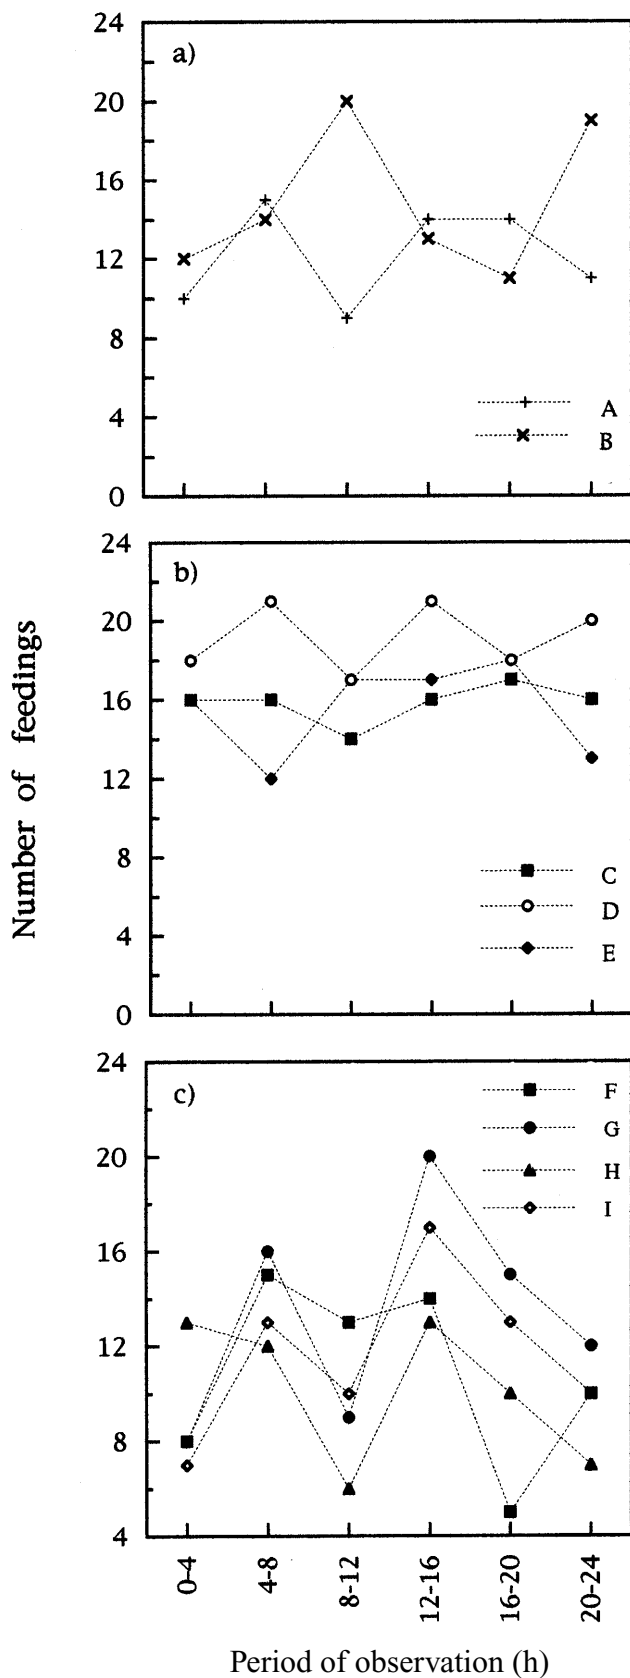 24
a)
20
16
12
8
4
0
A
B
24
b)
20
16
12
8
4
0
C
D
E
Number of feedings
24
c)
20
16
12
8
4
F
G
H
I
0-4
4-8
8-12
12-16
16-20
20-24
Period of observation (h)